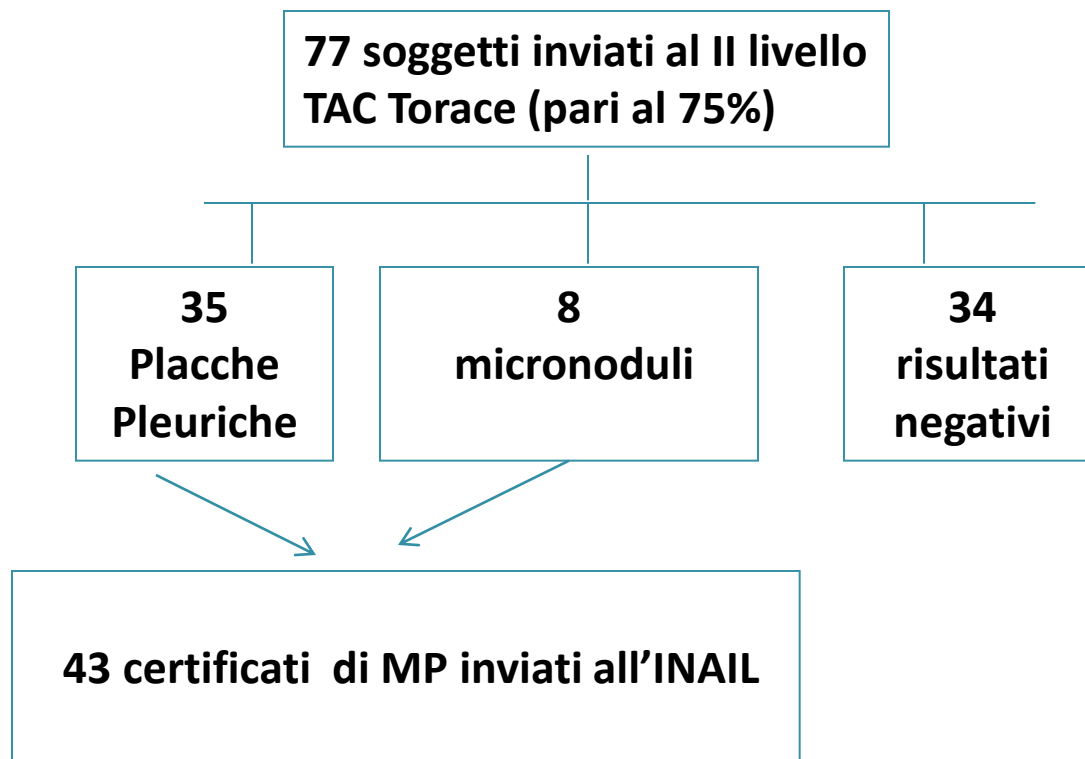 77 soggetti inviati al II livello
TAC Torace (pari al 75%)
35
Placche
Pleuriche
8
micronoduli
34
risultati
negativi
43 certificati di MP inviati all'INAIL